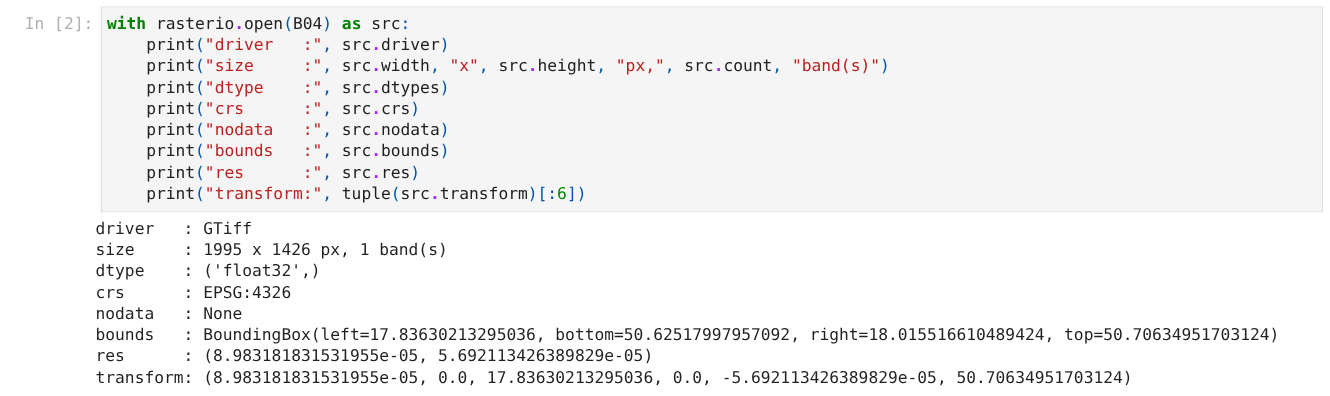 In [2]: with rasterio.open(B04) as src:
    print("driver   :", src.driver)
    print("size     :", src.width, "x", src.height, "px,", src.count, "band(s)")
    print("dtype    :", src.dtypes)
    print("crs      :", src.crs)
    print("nodata   :", src.nodata)
    print("bounds   :", src.bounds)
    print("res      :", src.res)
    print("transform:", tuple(src.transform)[:6])
driver   : GTiff
size     : 1995 x 1426 px, 1 band(s)
dtype    : ('float32',)
crs      : EPSG:4326
nodata   : None
bounds   : BoundingBox(left=17.83630213295036, bottom=50.62517997957092, right=18.015516610489424, top=50.70634951703124)
res      : (8.983181831531955e-05, 5.692113426389829e-05)
transform: (8.983181831531955e-05, 0.0, 17.83630213295036, 0.0, -5.692113426389829e-05, 50.70634951703124)